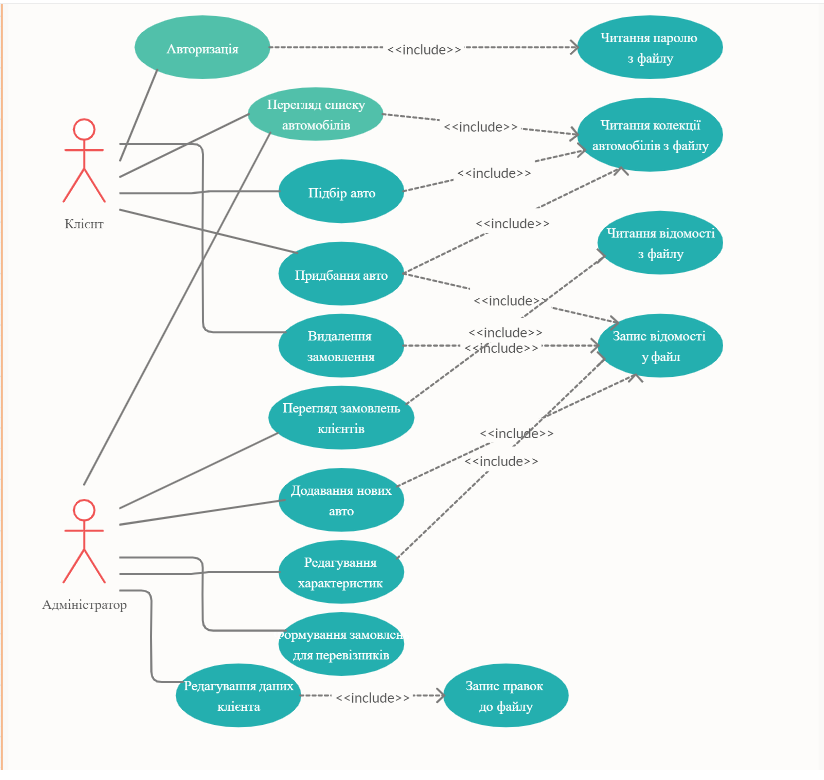 Авторизація
<<include>>
Читання паролю
з файлу
Перегляд списку
автомобілів
<<include>>
Читання колекції
автомобілів з файлу
Клієнт
Підбір авто
<<include>>
<<include>>
Читання відомості
з файлу
Придбання авто
<<include>>
Видалення
замовлення
<<include>>
<<include>>
Запис відомості
у файл
Перегляд замовлень
клієнтів
<<include>>
<<include>>
Додавання нових
авто
Редагування
характеристик
Адміністратор
Формування замовлень
для перевізників
Редагування даних
клієнта
<<include>>
Запис правок
до файлу